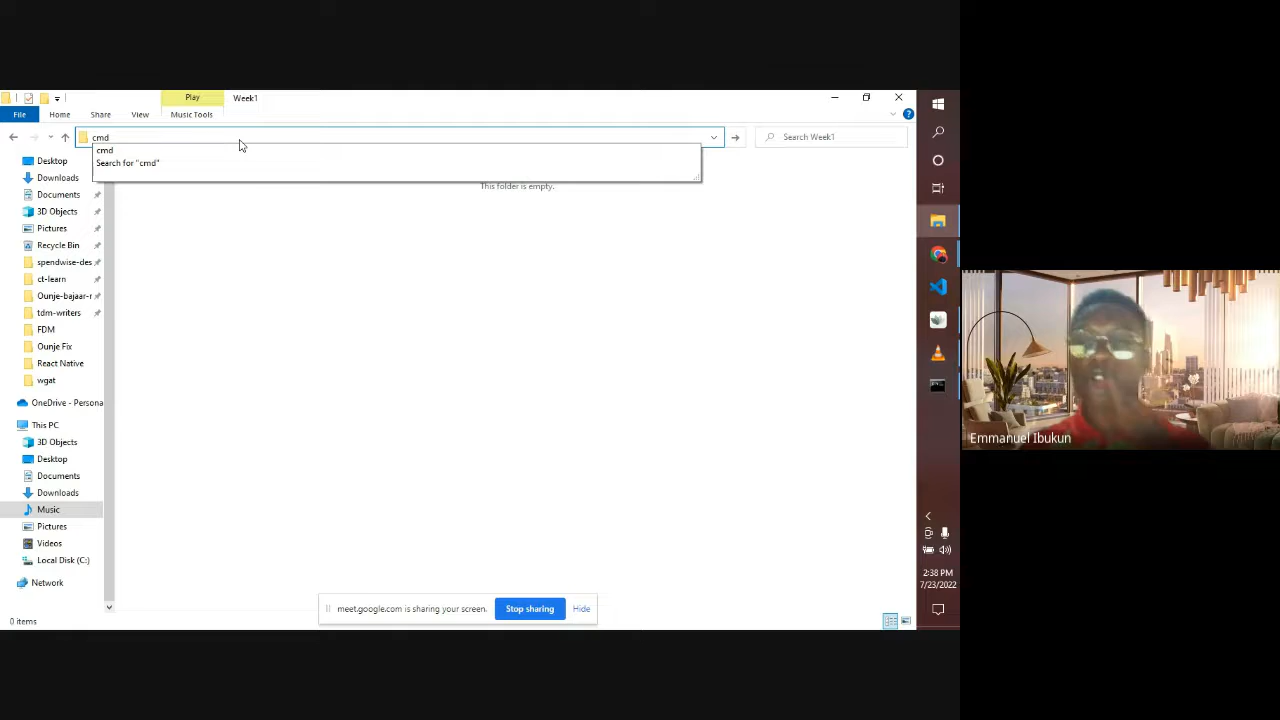 Play
Week1
File
Home
Share
View
Music Tools
cmd
Search Week1
cmd
Search for "cmd"
This folder is empty.
Desktop
Downloads
Documents
3D Objects
Pictures
Recycle Bin
spendwise-des
ct-learn
Ounje-bajaar-r
tdm-writers
FDM
Ounje Fix
React Native
wgat
OneDrive - Persona
This PC
3D Objects
Desktop
Documents
Downloads
Music
Pictures
Videos
Local Disk (C:)
Network
0 items
meet.google.com is sharing your screen.
Stop sharing
Hide
2:38 PM
7/23/2022
Emmanuel Ibukun